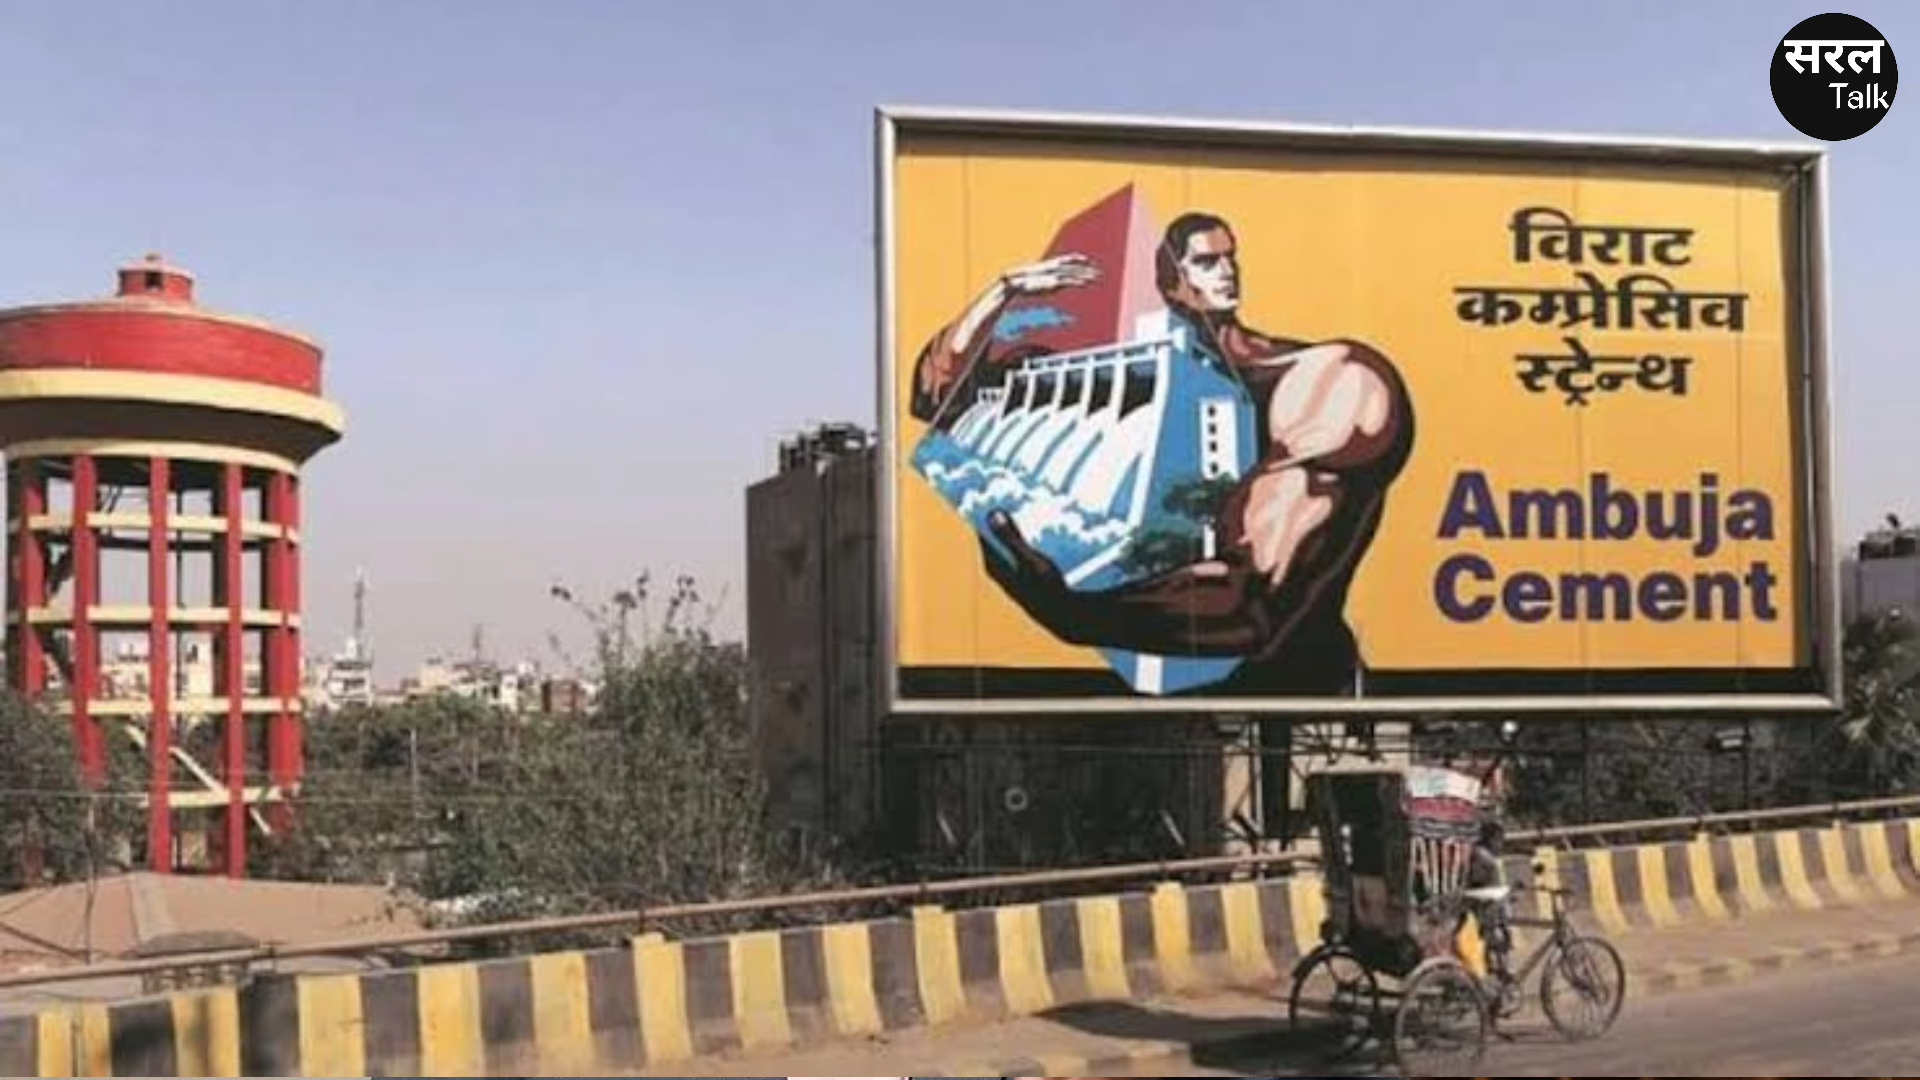 सरल
Talk
विराट
कम्प्रेसिव
स्ट्रेन्थ
Ambuja
Cement